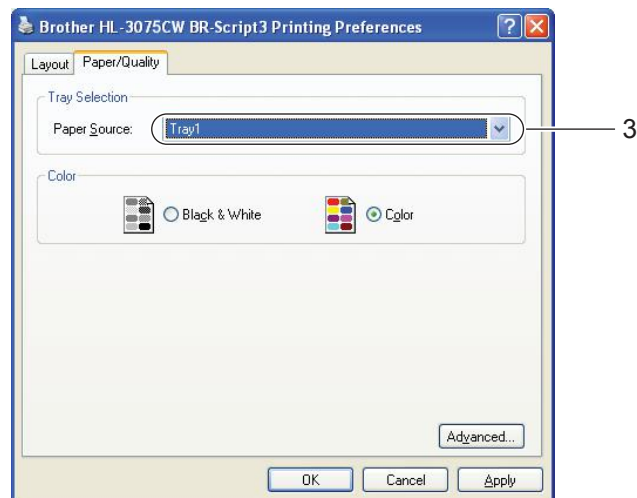 Brother HL-3075CW BR-Script3 Printing Preferences
Layout Paper/Quality
Tray Selection
Paper Source: Tray1
3
Color
Black & White Color
Advanced...
OK Cancel Apply